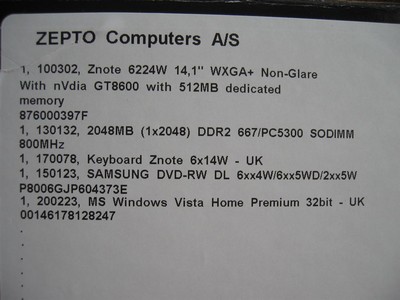 ZEPTO Computers A/S
1, 100302, Znote 6224W 14,1" WXGA+ Non-Glare
With nVdia GT8600 with 512MB dedicated
memory
876000397F
1, 130132, 2048MB (1x2048) DDR2 667/PC5300 SODIMM
800MHz
1, 170078, Keyboard Znote 6x14W - UK
1, 150123, SAMSUNG DVD-RW DL 6xx4W/6xx5WD/2xx5W
P8006GJP604373E
1, 200223, MS Windows Vista Home Premium 32bit - UK
00146178128247
.
.
.
.
.